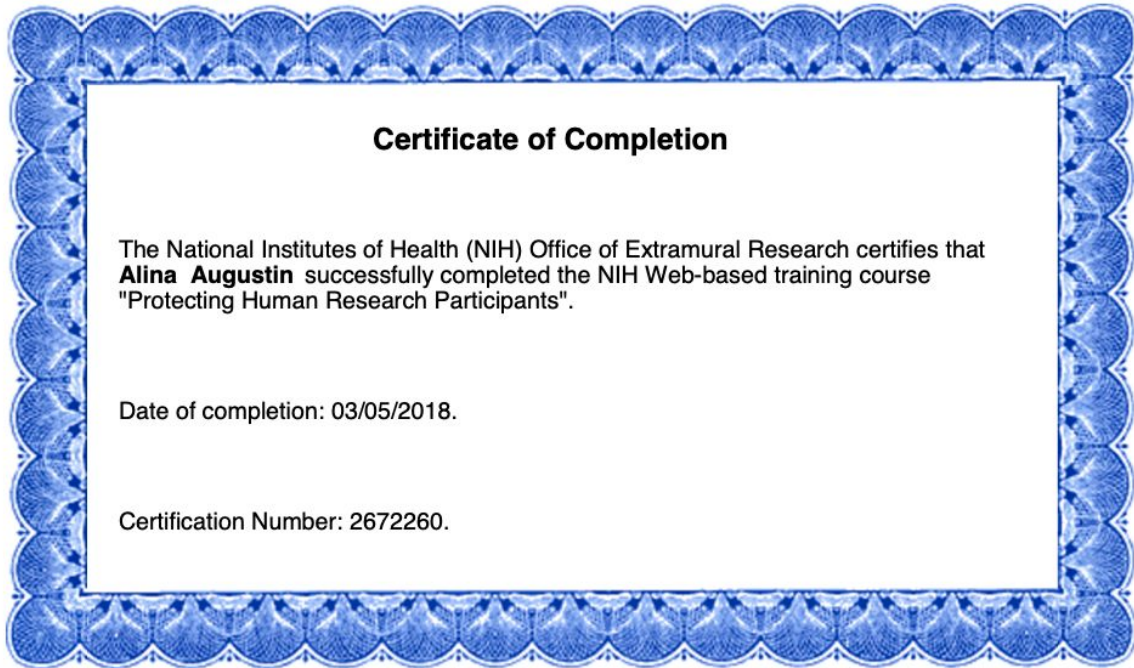 Certificate of Completion
The National Institutes of Health (NIH) Office of Extramural Research certifies that
Alina Augustin successfully completed the NIH Web-based training course
"Protecting Human Research Participants".
Date of completion: 03/05/2018.
Certification Number: 2672260.